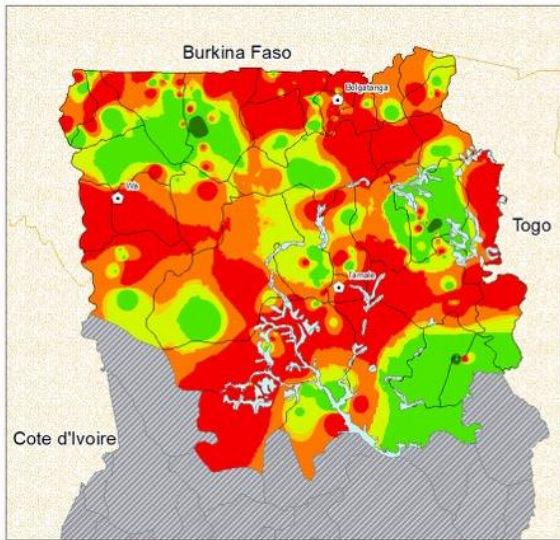 Burkina Faso
Bolgatanga
Wa
Togo
Tamale
Cote d'Ivoire